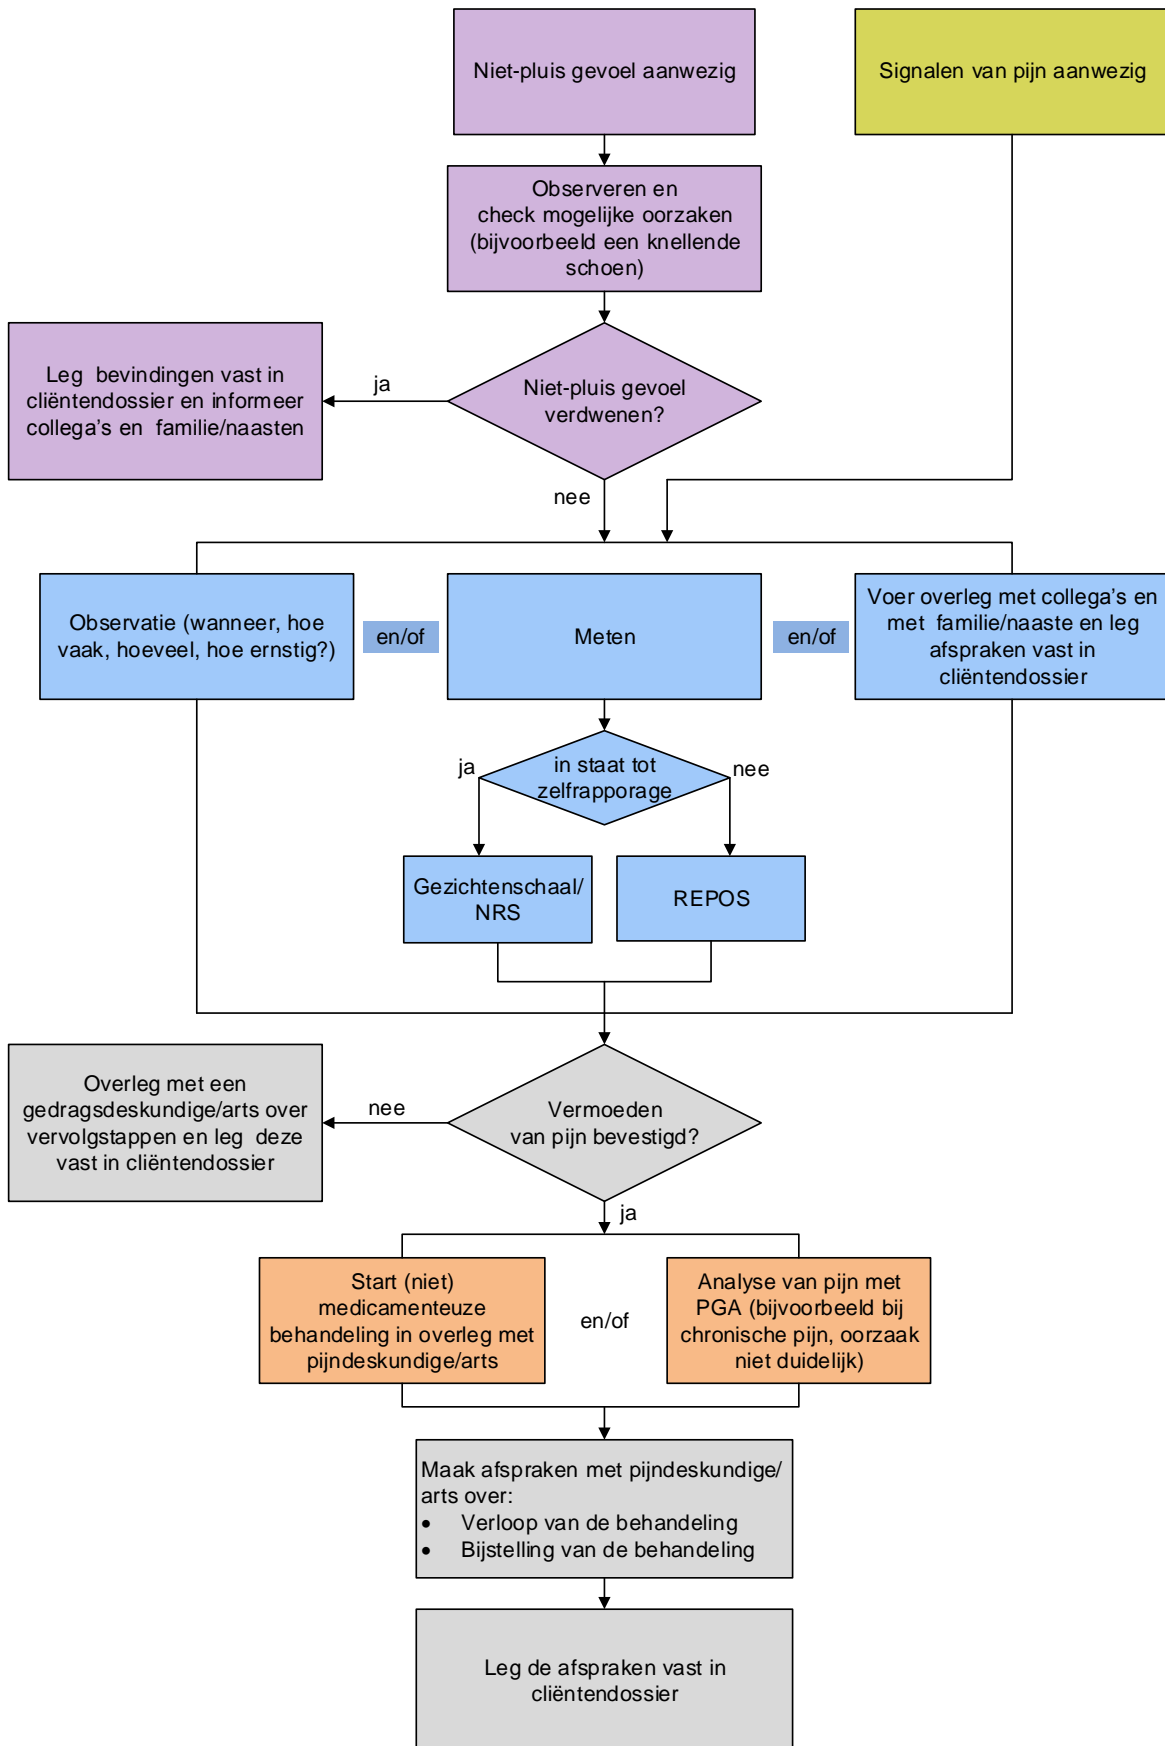 Niet-pluis gevoel aanwezig
Signalen van pijn aanwezig
Observeren en
check mogelijke oorzaken
(bijvoorbeeld een knellende
schoen)
Leg bevindingen vast in
cliëntendossier en informeer
collega's en familie/naasten
ja
Niet-pluis gevoel
verdwenen?
nee
Observatie (wanneer, hoe
vaak, hoeveel, hoe ernstig?)
en/of
Meten
en/of
Voer overleg met collega's en
met familie/naaste en leg
afspraken vast in
cliëntendossier
ja
in staat tot
zelfrapporage
nee
Gezichtenschaal/
NRS
REPOS
Overleg met een
gedragsdeskundige/arts over
vervolgstappen en leg deze
vast in cliëntendossier
nee
Vermoeden
van pijn bevestigd?
ja
Start (niet)
medicamenteuze
behandeling in overleg met
pijndeskundige/arts
en/of
Analyse van pijn met
PGA (bijvoorbeeld bij
chronische pijn, oorzaak
niet duidelijk)
Maak afspraken met pijndeskundige/
arts over:
• Verloop van de behandeling
• Bijstelling van de behandeling
Leg de afspraken vast in
cliëntendossier